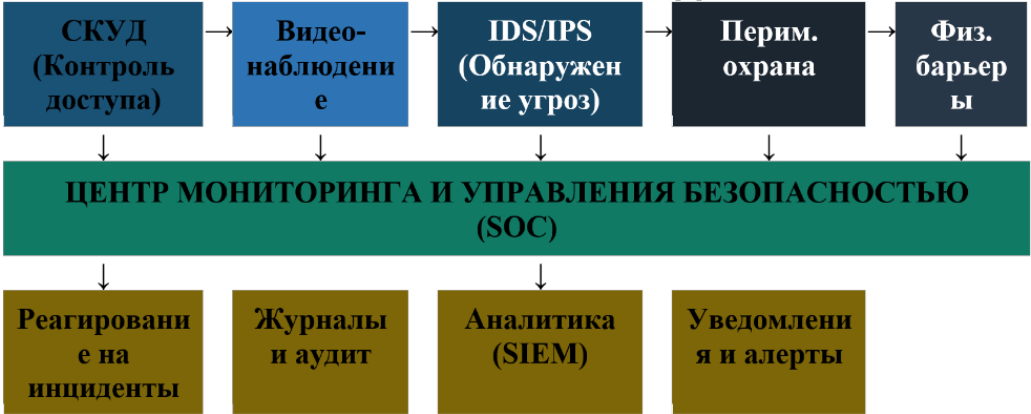 СКУД
(Контроль
доступа)
→
Видео-
наблюдени
е
→
IDS/IPS
(Обнаружен
ие угроз)
→
Перим.
охрана
→
Физ.
барьер
ы
↓ ↓ ↓ ↓ ↓
ЦЕНТР МОНИТОРИНГА И УПРАВЛЕНИЯ БЕЗОПАСНОСТЬЮ
(SOC)
↓ ↓
Реагировани
е на
инциденты
Журналы
и аудит
Аналитика
(SIEM)
Уведомлени
я и алерты